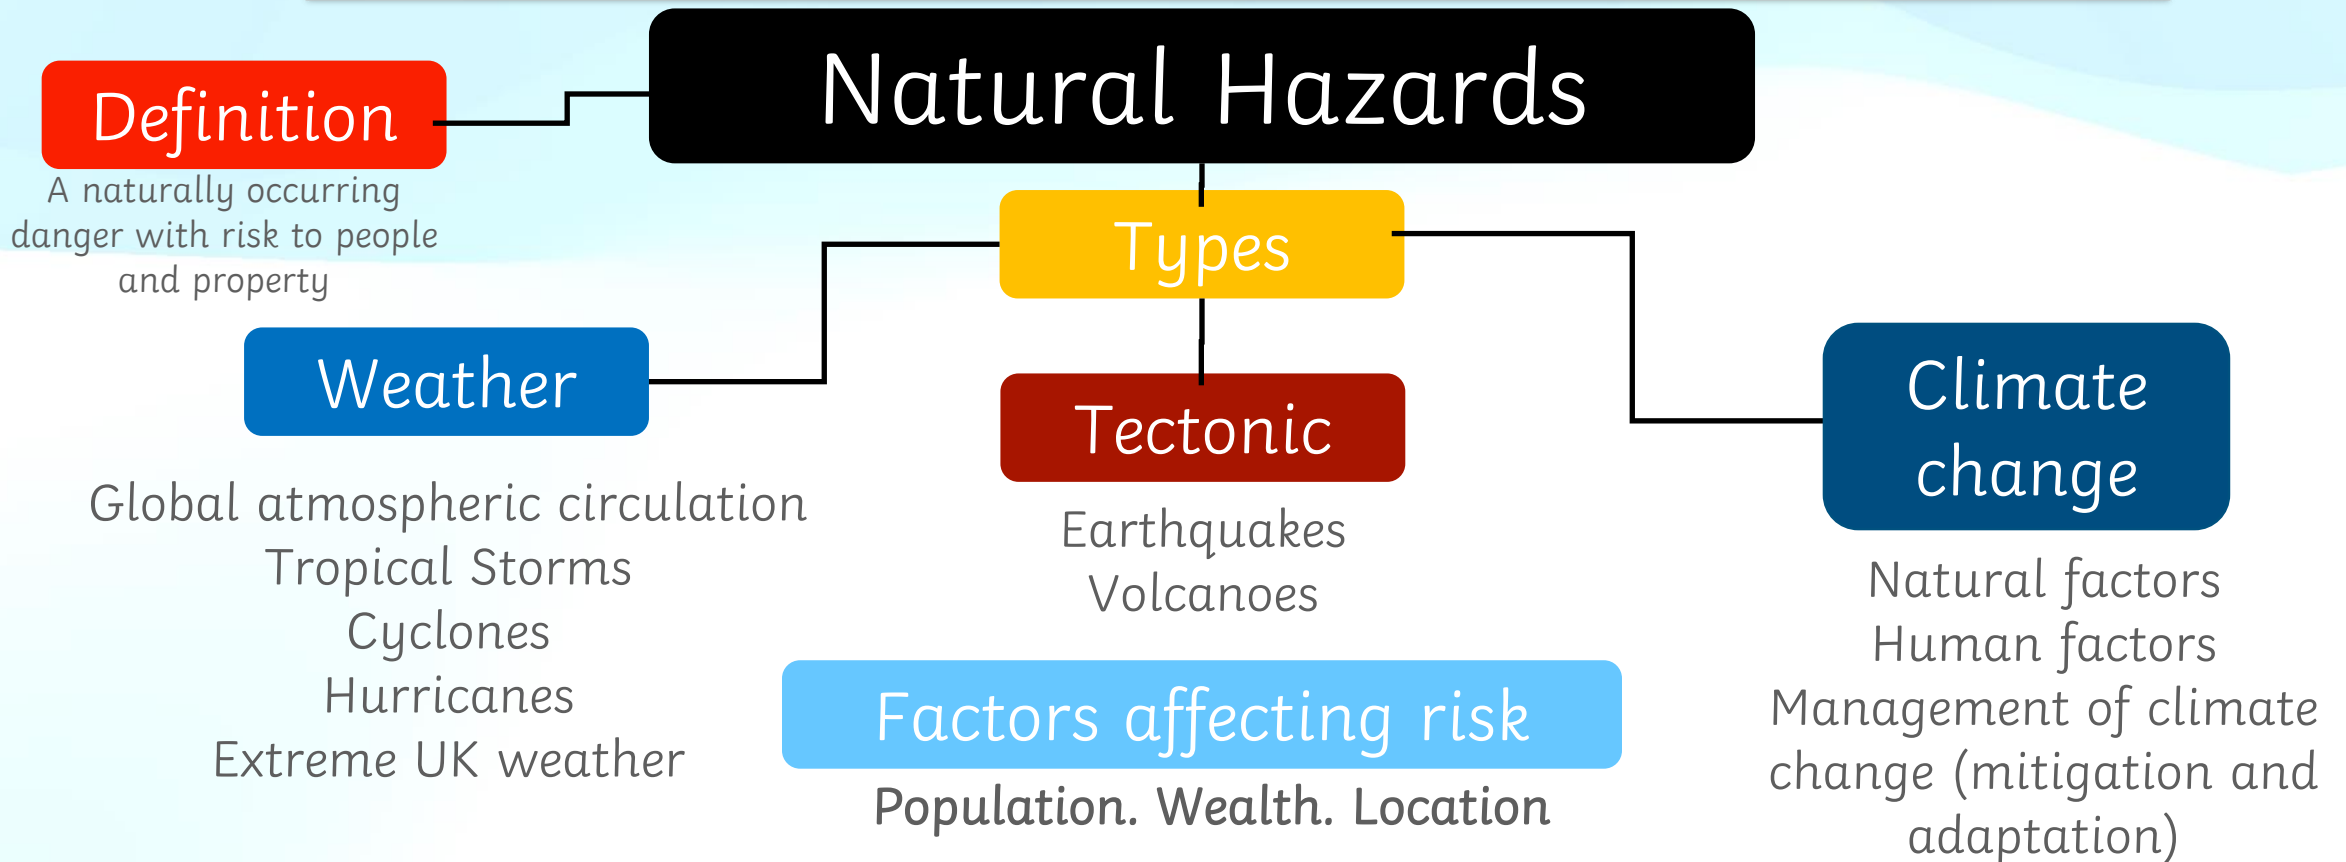 Natural Hazards
Definition
A naturally occurring
danger with risk to people
and property
Types
Weather
Global atmospheric circulation
Tropical Storms
Cyclones
Hurricanes
Extreme UK weather
Tectonic
Earthquakes
Volcanoes
Climate
change
Natural factors
Human factors
Management of climate
change (mitigation and
adaptation)
Factors affecting risk
Population. Wealth. Location